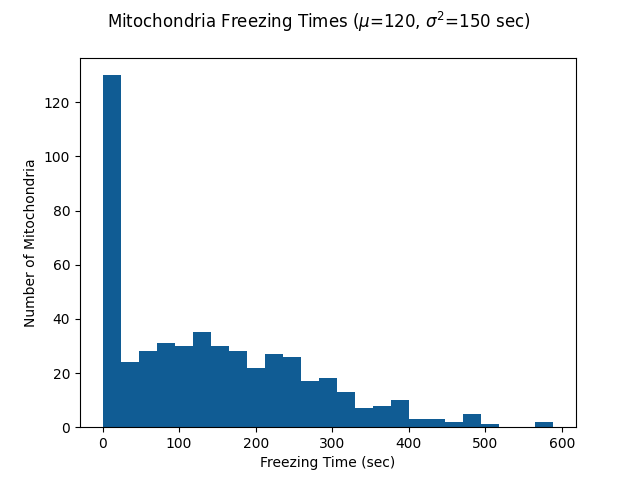 Mitochondria Freezing Times (μ=120, σ²=150 sec)
Number of Mitochondria
120
100
80
60
40
20
0
0 100 200 300 400 500 600
Freezing Time (sec)